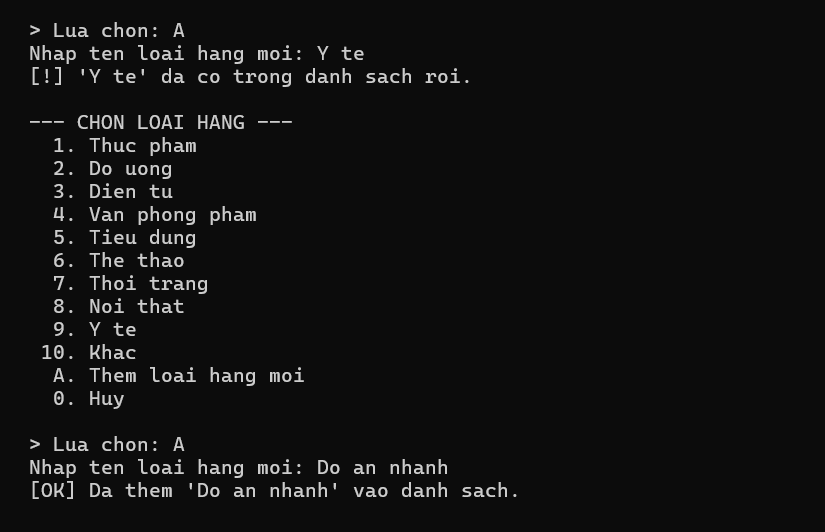 > Lua chon: A
Nhap ten loai hang moi: Y te
[!] 'Y te' da co trong danh sach roi.
--- CHON LOAI HANG ---
1. Thuc pham
2. Do uong
3. Dien tu
4. Van phong pham
5. Tieu dung
6. The thao
7. Thoi trang
8. Noi that
9. Y te
10. Khac
A. Them loai hang moi
0. Huy
> Lua chon: A
Nhap ten loai hang moi: Do an nhanh
[OK] Da them 'Do an nhanh' vao danh sach.